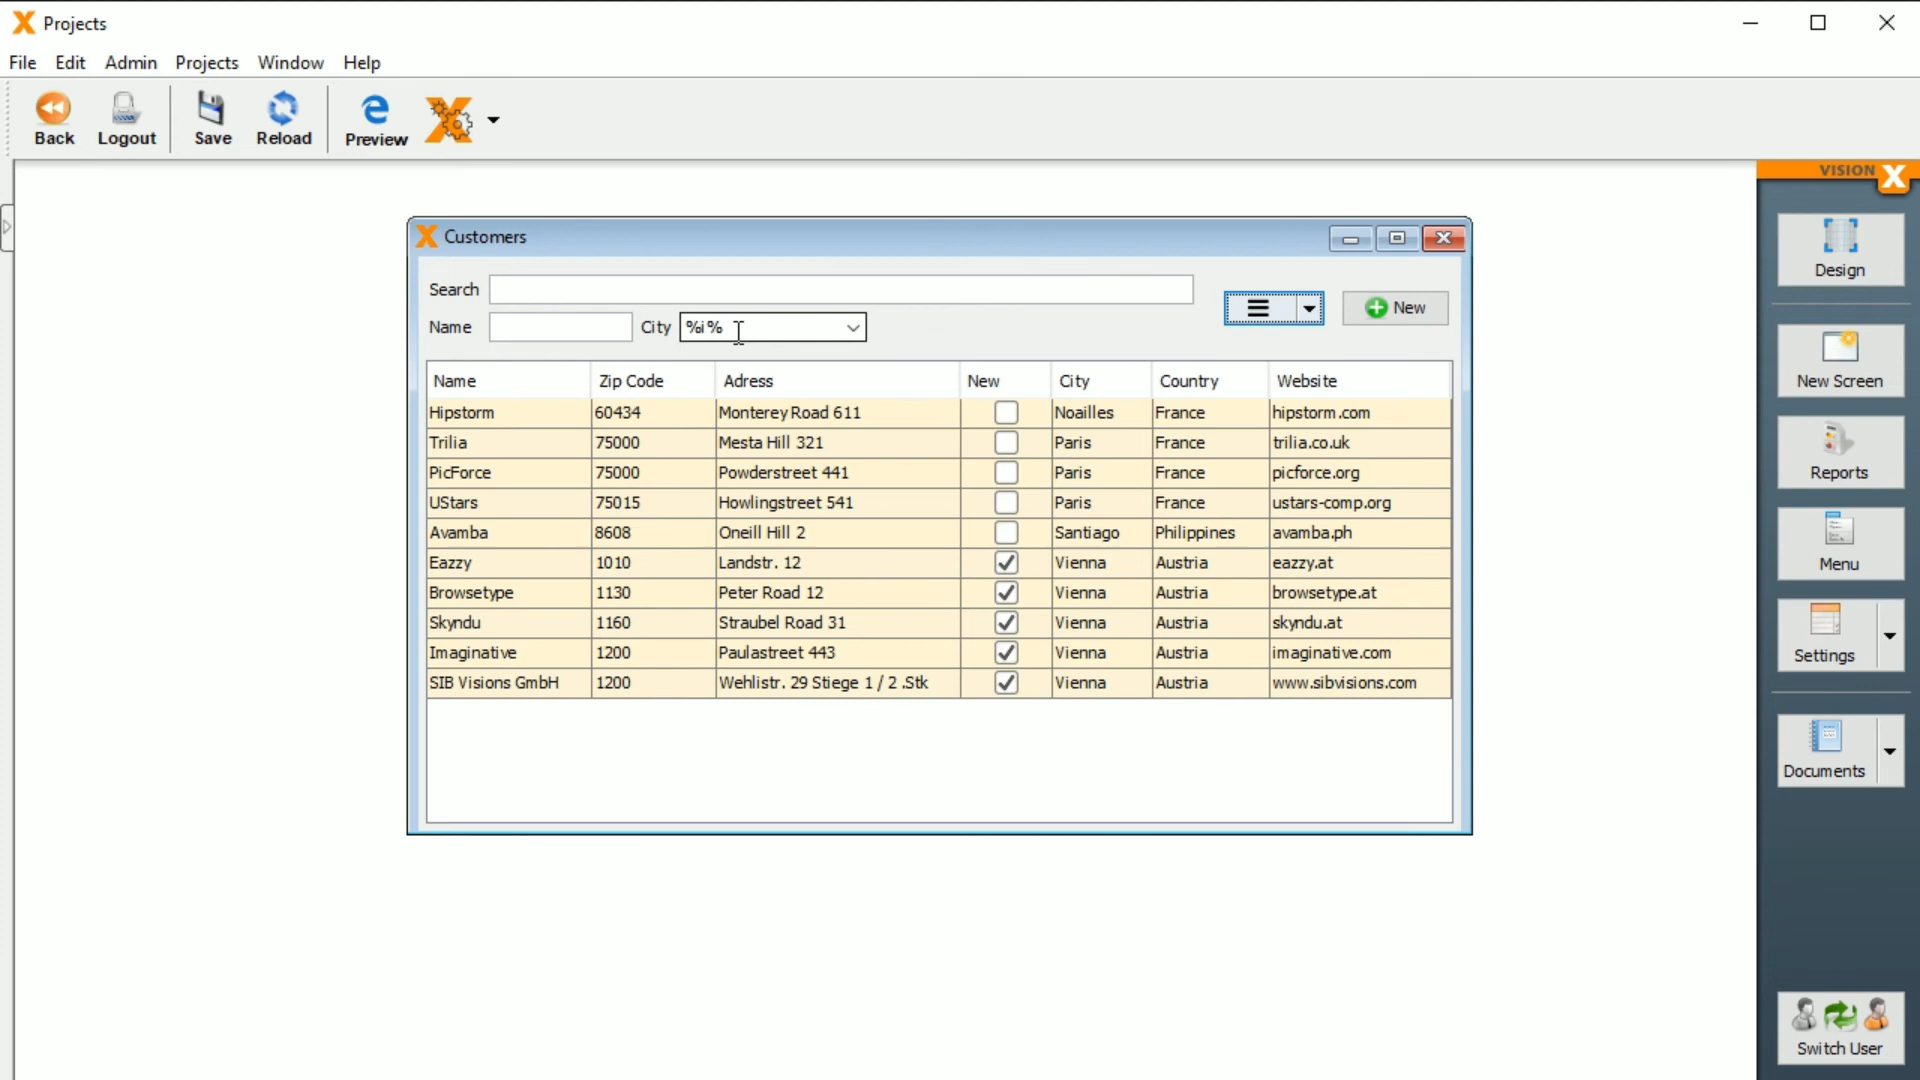 Projects
File Edit Admin Projects Window Help
Back Logout Save Reload Preview
VISION X
Customers
Search
Name City %i%
New
Name Zip Code Adress New City Country Website
Hipstorm 60434 Monterey Road 611 Noailles France hipstorm.com
Trilia 75000 Mesta Hill 321 Paris France trilia.co.uk
PicForce 75000 Powderstreet 441 Paris France picforce.org
UStars 75015 Howlingstreet 541 Paris France ustars-comp.org
Avamba 8608 Oneill Hill 2 Santiago Philippines avamba.ph
Eazzy 1010 Landstr. 12 Vienna Austria eazzy.at
Browsetype 1130 Peter Road 12 Vienna Austria browsetype.at
Skyndu 1160 Straubel Road 31 Vienna Austria skyndu.at
Imaginative 1200 Paulastreet 443 Vienna Austria imaginative.com
SIB Visions GmbH 1200 Wehlistr. 29 Stiege 1 / 2 .Stk Vienna Austria www.sibvisions.com
Design
New Screen
Reports
Menu
Settings
Documents
Switch User